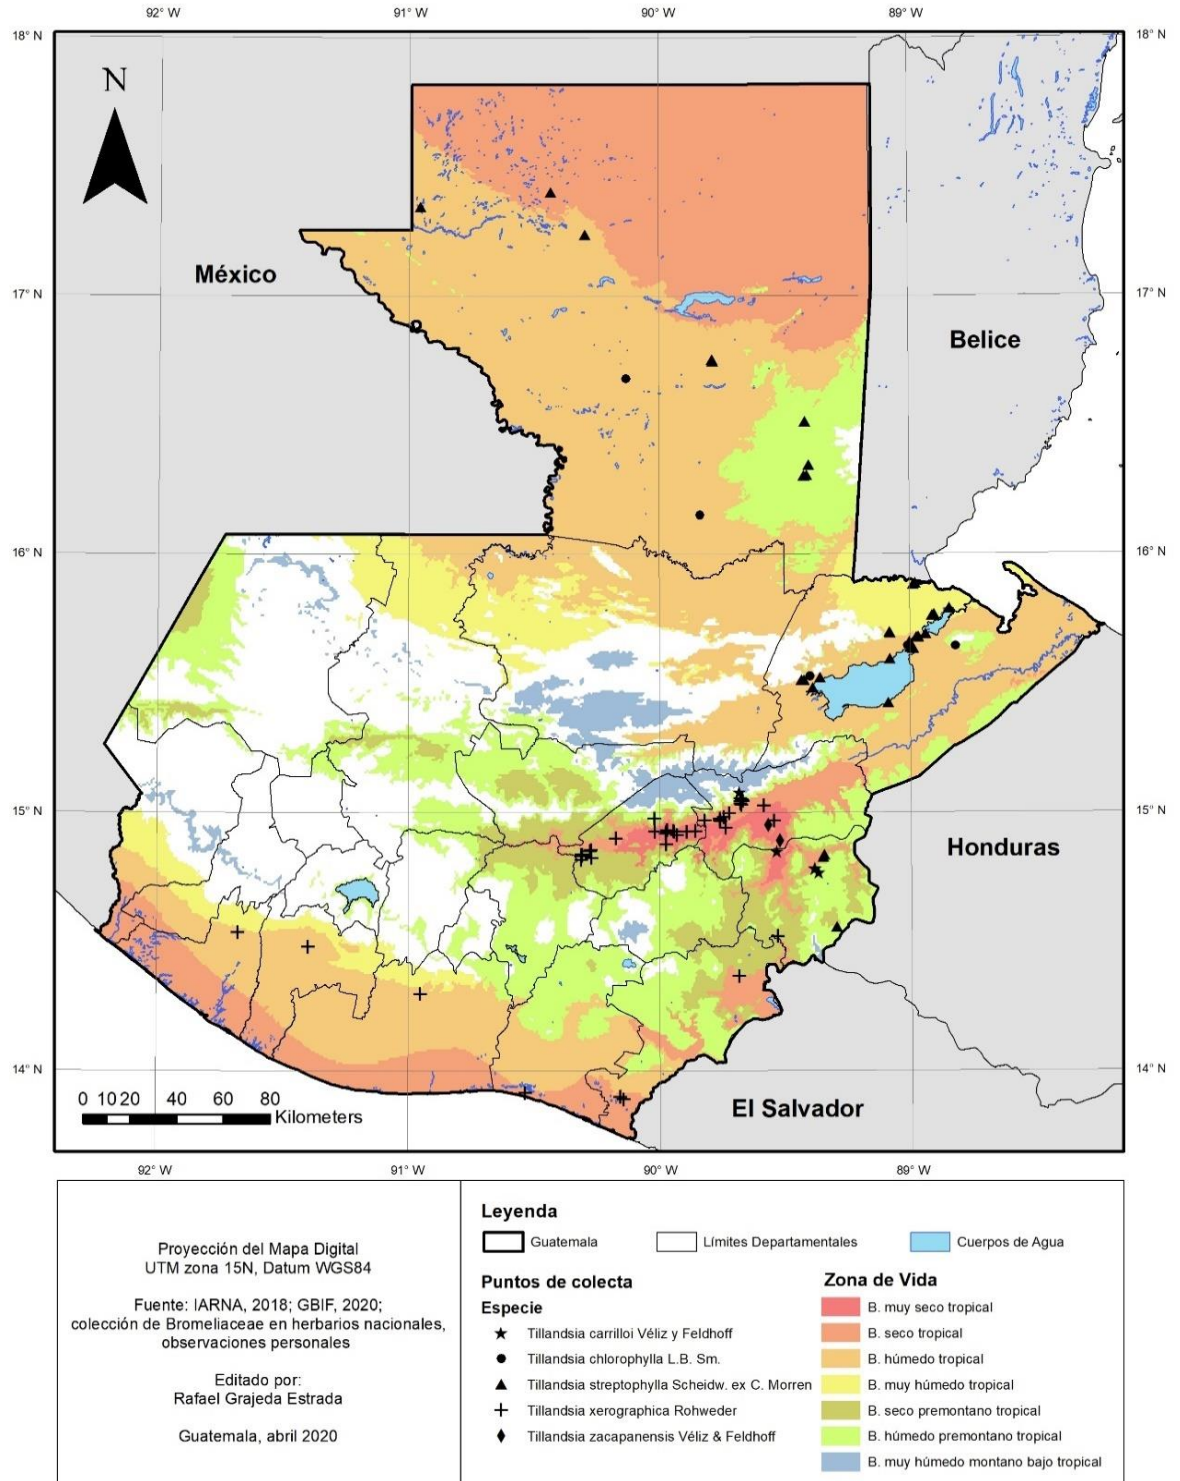 92° W 91° W 90° W 89° W
18° N 18° N
N
México
17° N 17° N
Belice
16° N 16° N
15° N 15° N
Honduras
14° N 14° N
0 10 20 40 60 80
Kilometers
El Salvador
92° W 91° W 90° W 89° W
Proyección del Mapa Digital
UTM zona 15N, Datum WGS84
Fuente: IARNA, 2018; GBIF, 2020;
colección de Bromeliaceae en herbarios nacionales,
observaciones personales
Editado por:
Rafael Grajeda Estrada
Guatemala, abril 2020
Leyenda
Guatemala Límites Departamentales Cuerpos de Agua
Puntos de colecta
Especie
Tillandsia carrilloi Véliz y Feldhoff
Tillandsia chlorophylla L.B. Sm.
Tillandsia streptophylla Scheidw. ex C. Morren
Tillandsia xerographica Rohweder
Tillandsia zacapanensis Véliz & Feldhoff
Zona de Vida
B. muy seco tropical
B. seco tropical
B. húmedo tropical
B. muy húmedo tropical
B. seco premontano tropical
B. húmedo premontano tropical
B. muy húmedo montano bajo tropical